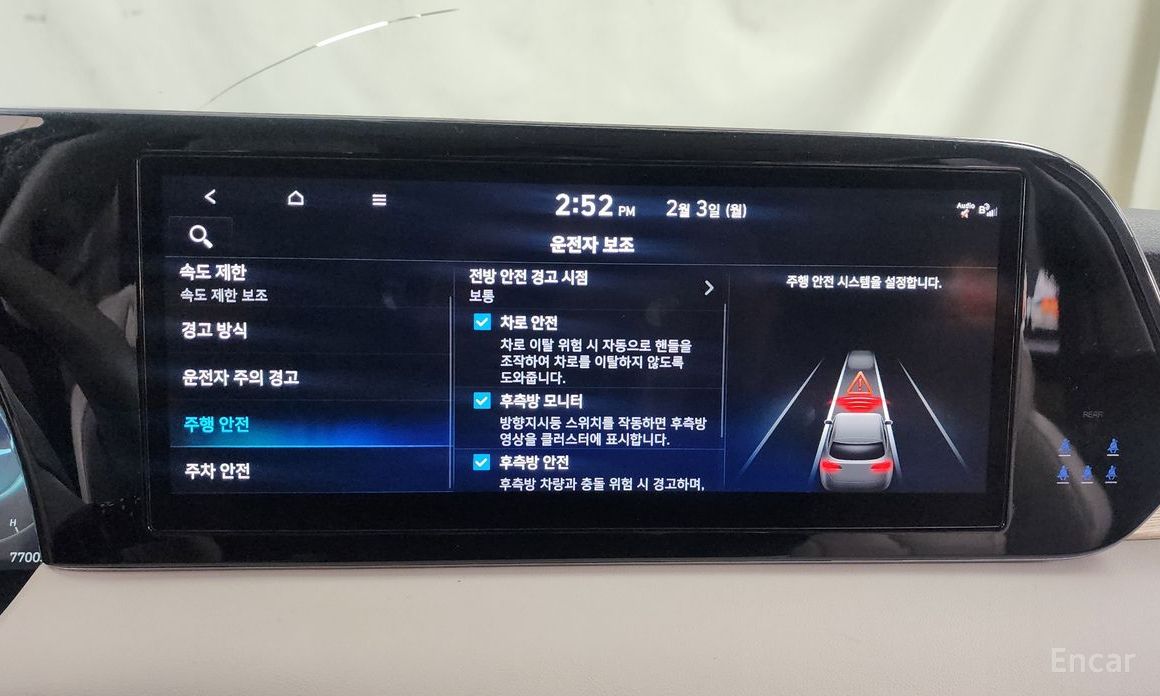 2:52 PM 2월 3일 (월)
Audio
운전자 보조
속도 제한
속도 제한 보조
경고 방식
운전자 주의 경고
주행 안전
주차 안전
전방 안전 경고 시점
보통
차로 안전
차로 이탈 위험 시 자동으로 핸들을
조작하여 차로를 이탈하지 않도록
도와줍니다.
후측방 모니터
방향지시등 스위치를 작동하면 후측방
영상을 클러스터에 표시합니다.
후측방 안전
후측방 차량과 충돌 위험 시 경고하며,
주행 안전 시스템을 설정합니다.
REAR
H
7700
Encar